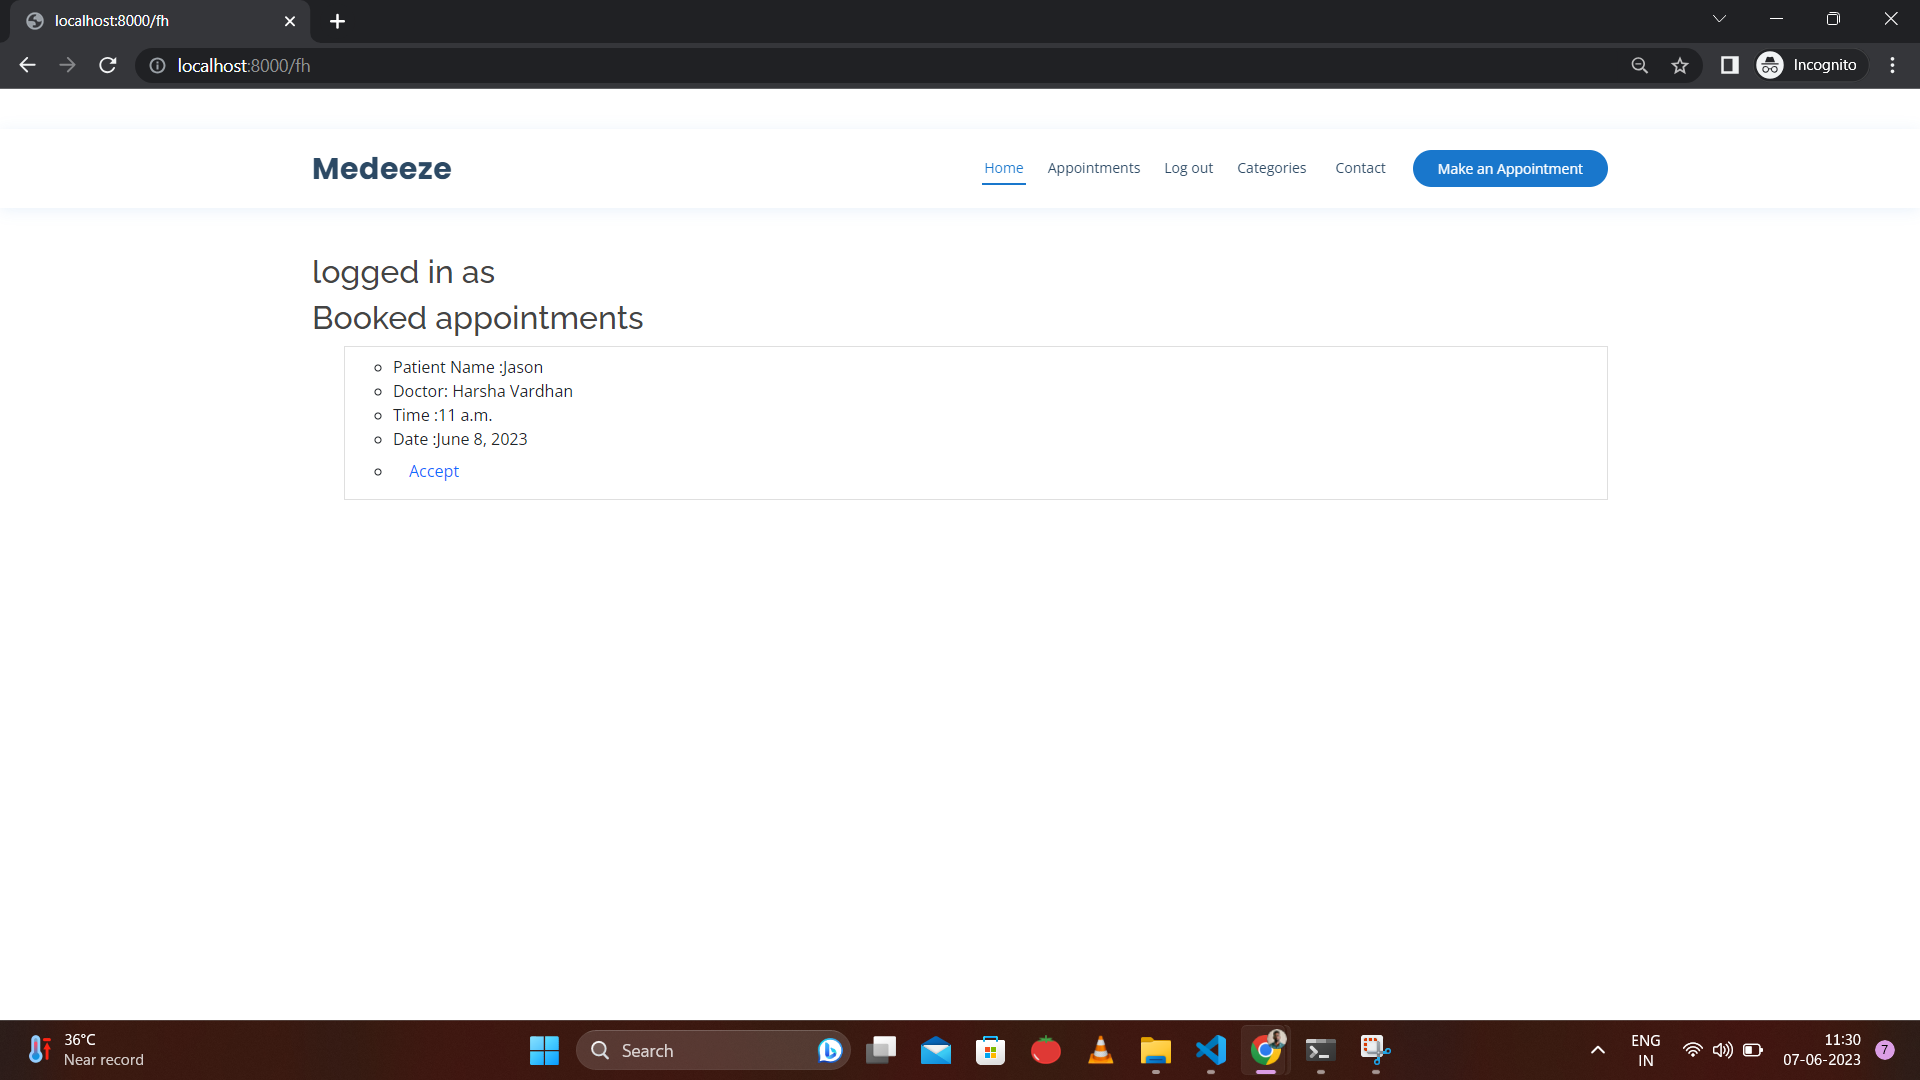 localhost:8000/fh
localhost:8000/fh
Incognito
Medeeze
Home Appointments Log out Categories Contact Make an Appointment
logged in as
Booked appointments
Patient Name :Jason
Doctor: Harsha Vardhan
Time :11 a.m.
Date :June 8, 2023
Accept
36°C
Near record
Search
ENG
IN
11:30
07-06-2023
7